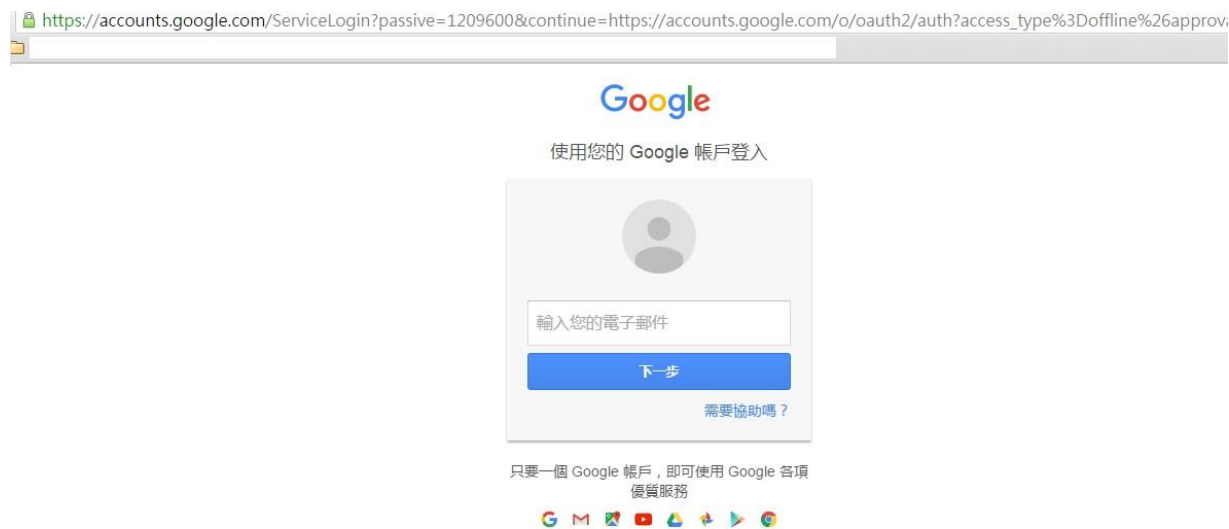 https://accounts.google.com/ServiceLogin?passive=1209600&continue=https://accounts.google.com/o/oauth2/auth?access_type%3Doffline%26approva
Google
使用您的 Google 帳戶登入
輸入您的電子郵件
下一步
需要協助嗎？
只要一個 Google 帳戶，即可使用 Google 各項
優質服務